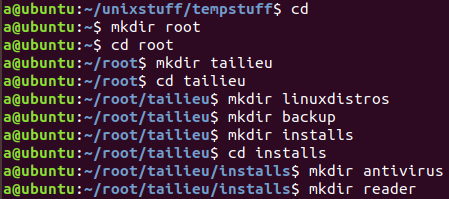 a@ubuntu:~/unixstuff/tempstuff$ cd
a@ubuntu:~$ mkdir root
a@ubuntu:~$ cd root
a@ubuntu:~/root$ mkdir tailieu
a@ubuntu:~/root$ cd tailieu
a@ubuntu:~/root/tailieu$ mkdir linuxdistros
a@ubuntu:~/root/tailieu$ mkdir backup
a@ubuntu:~/root/tailieu$ mkdir installs
a@ubuntu:~/root/tailieu$ cd installs
a@ubuntu:~/root/tailieu/installs$ mkdir antivirus
a@ubuntu:~/root/tailieu/installs$ mkdir reader